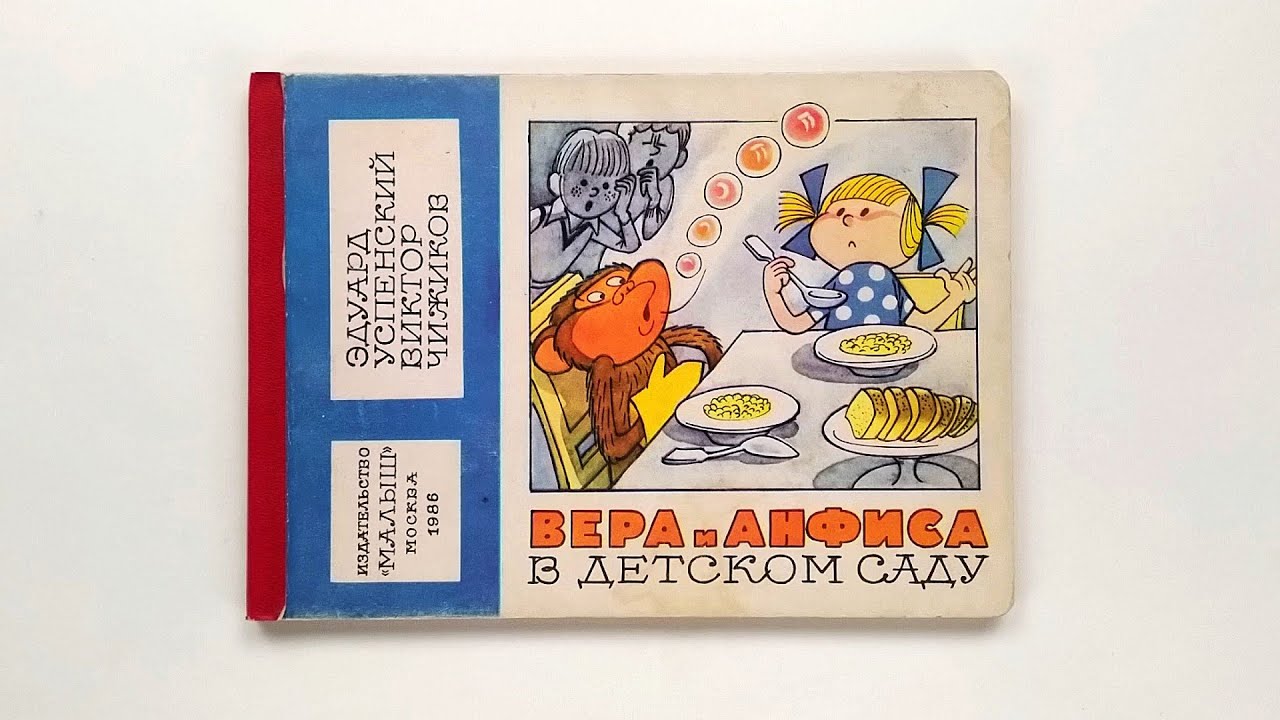 ЭДУАРД
УСПЕНСКИЙ
ВИКТОР
ЧИЖИКОВ
ИЗДАТЕЛЬСТВО
«МАЛЫШ»
МОСКВА
1986
ВЕРА и АНФИСА
В ДЕТСКОМ САДУ